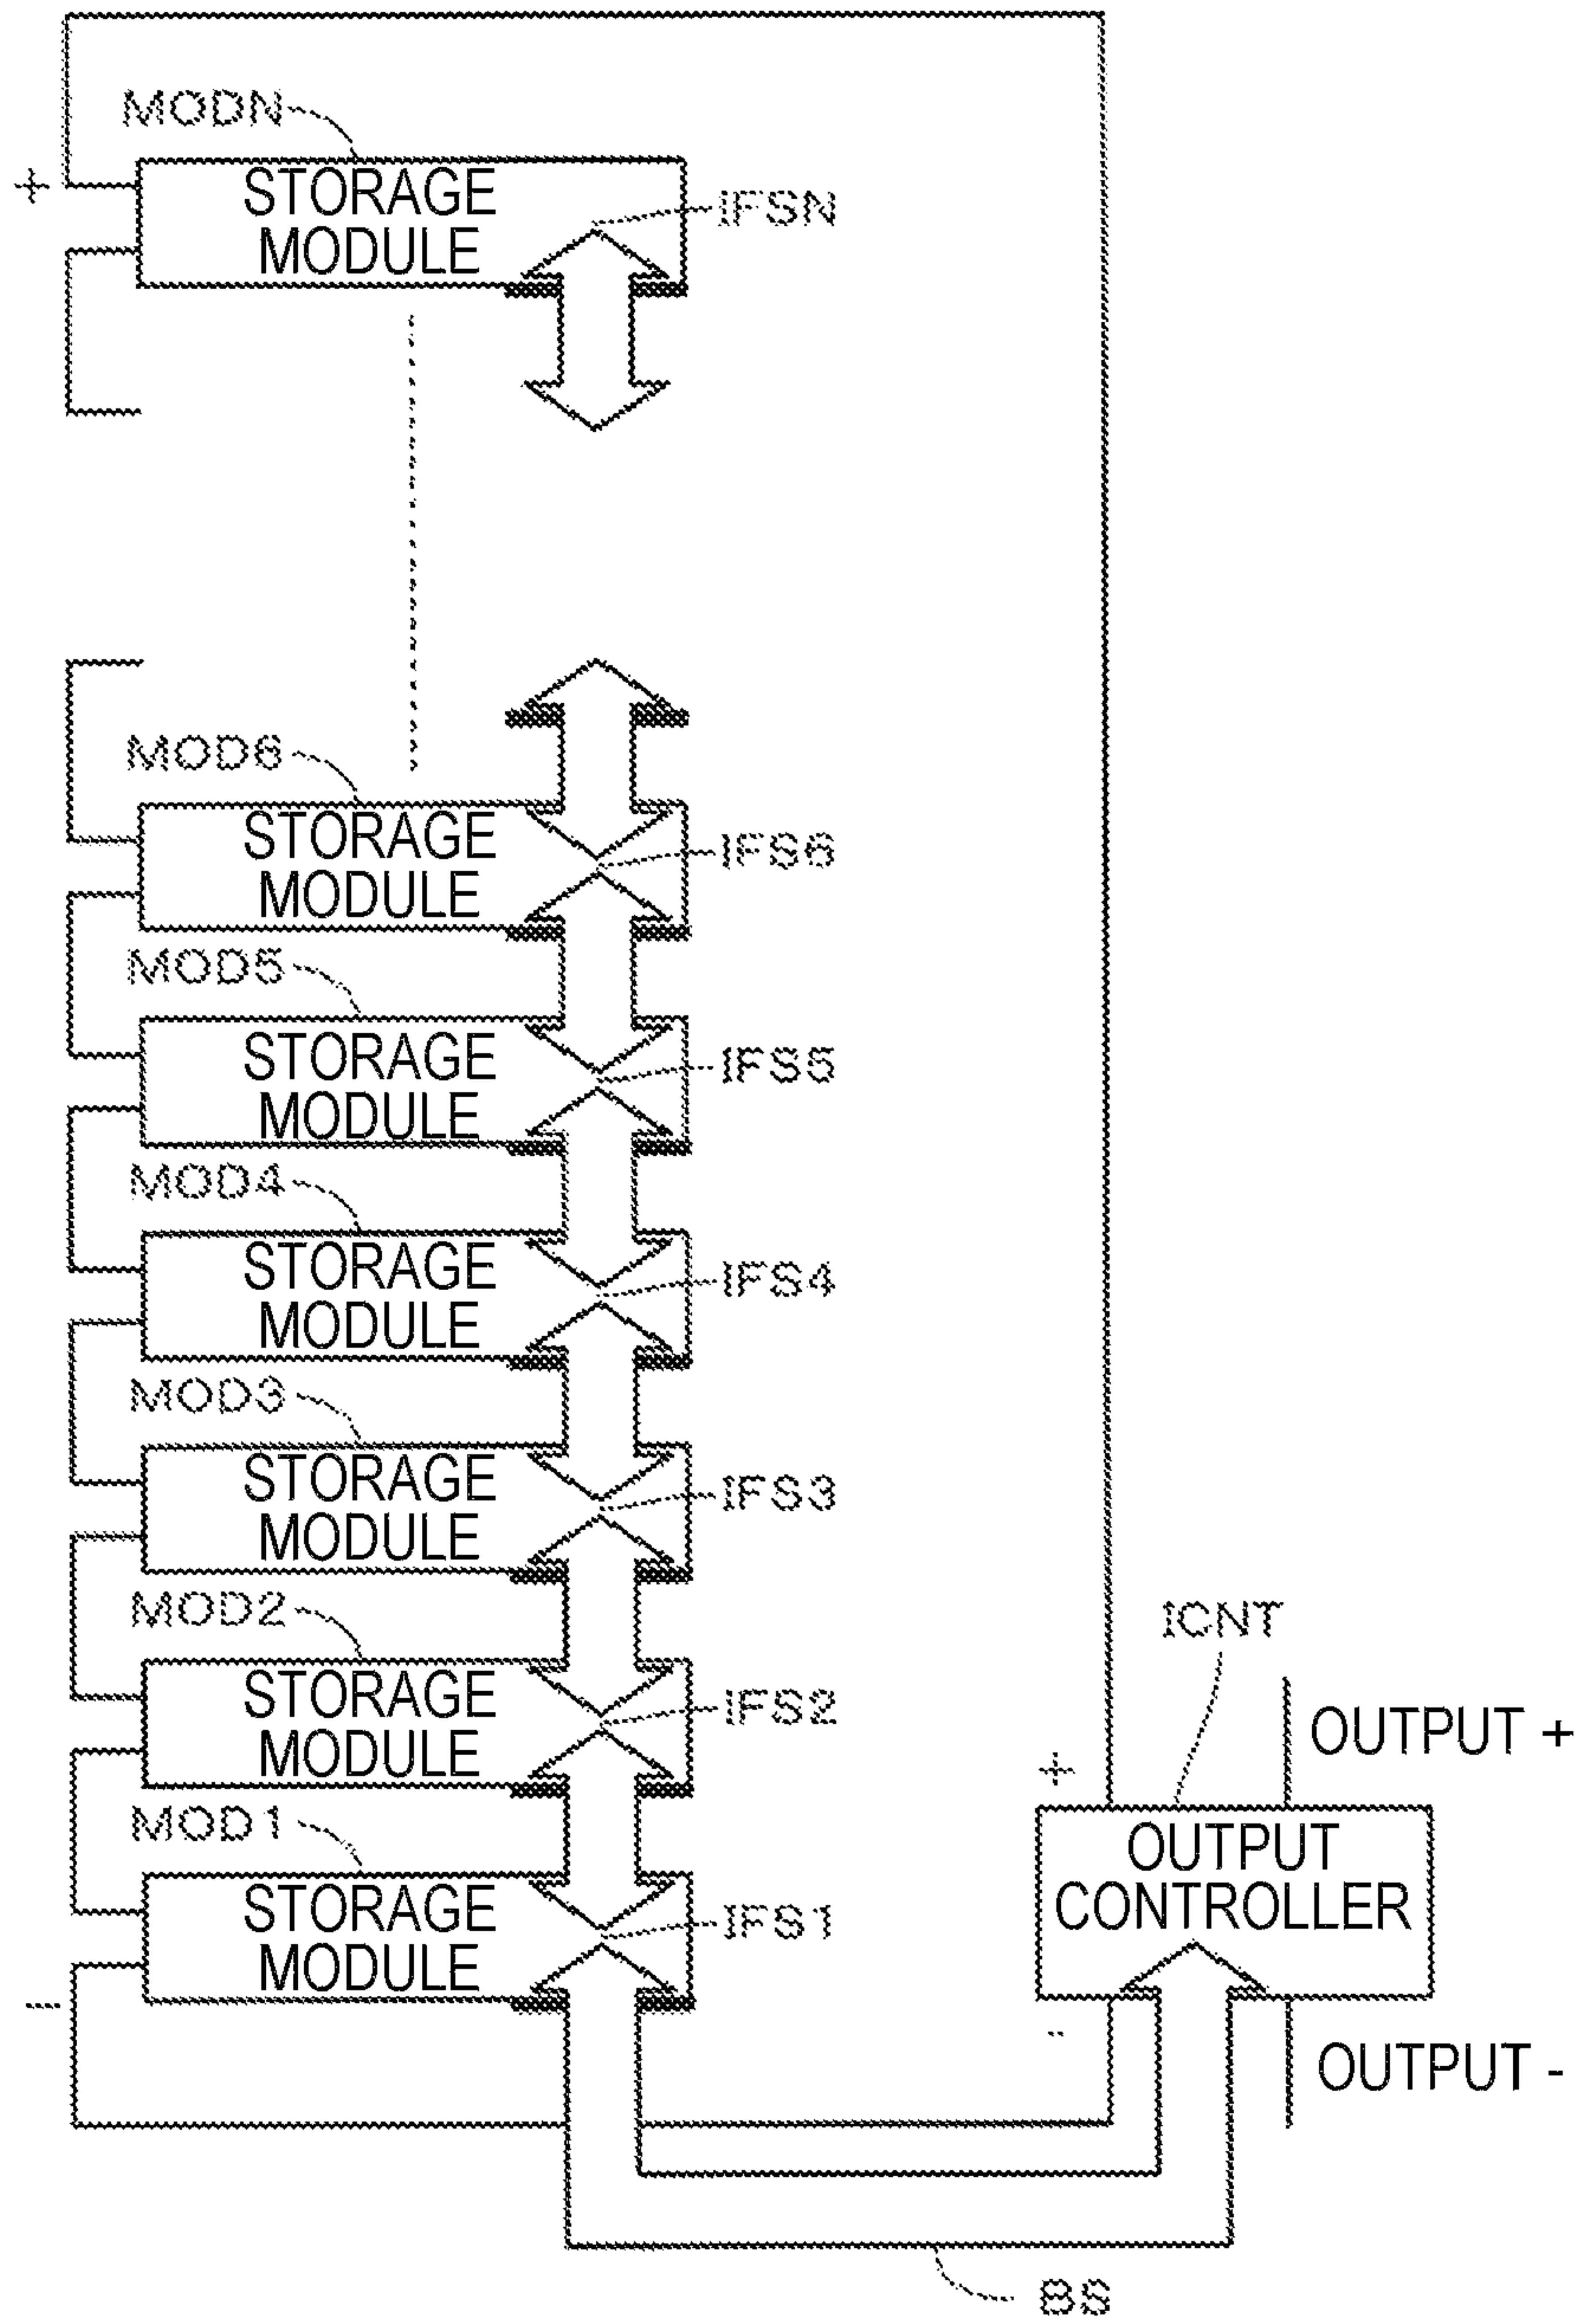 MODN
+
STORAGE
MODULE
IFSN
MOD6
STORAGE
MODULE
IFS6
MOD5
STORAGE
MODULE
IFS5
MOD4
STORAGE
MODULE
IFS4
MOD3
STORAGE
MODULE
IFS3
MOD2
STORAGE
MODULE
IFS2
ICNT
OUTPUT +
+
MOD1
STORAGE
MODULE
IFS1
OUTPUT
CONTROLLER
-
-
OUTPUT -
BS